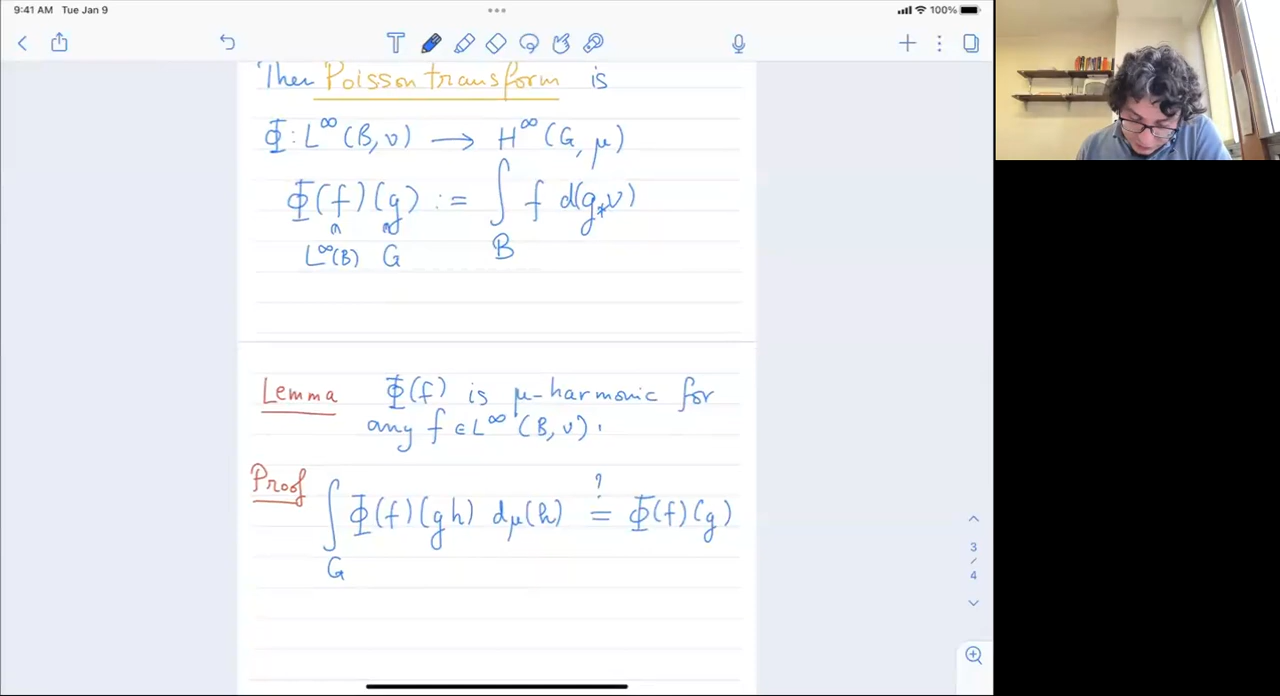 9:41 AM Tue Jan 9
100%
T
Then Poisson transform is
Φ : L^∞ (B, ν) → H^∞ (G, μ)
Φ(f)(g) := ∫_B f d(g_*ν)
L^∞(B) G
Lemma Φ(f) is μ-harmonic for
any f ∈ L^∞ (B, ν).
Proof ∫_G Φ(f)(gh) dμ(h) ?= Φ(f)(g)
3
/
4